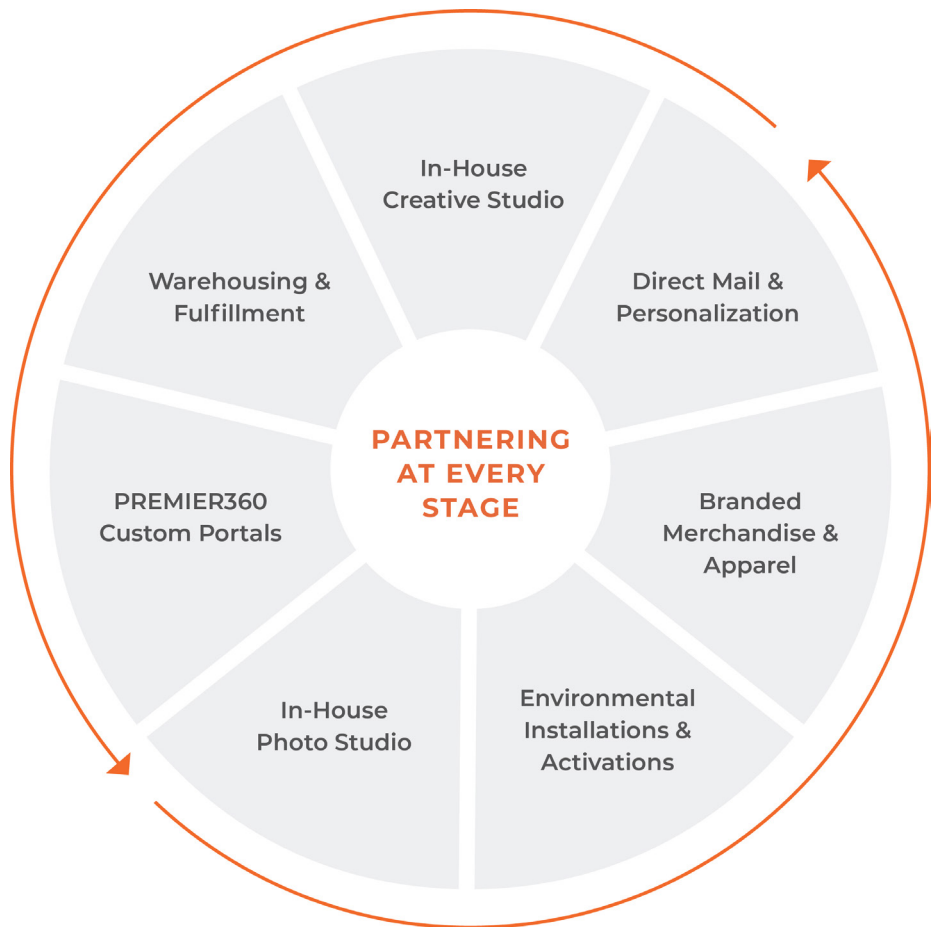 In-House
Creative Studio
Direct Mail &
Personalization
Branded
Merchandise &
Apparel
Environmental
Installations &
Activations
In-House
Photo Studio
PREMIER360
Custom Portals
Warehousing &
Fulfillment
PARTNERING
AT EVERY
STAGE